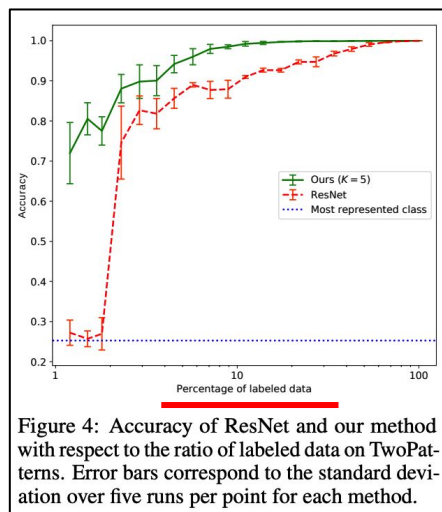 1.0
0.9
0.8
0.7
0.6
0.5
0.4
0.3
0.2
Accuracy
Ours (K = 5)
ResNet
Most represented class
1 10 100
Percentage of labeled data
Figure 4: Accuracy of ResNet and our method
with respect to the ratio of labeled data on TwoPat-
terns. Error bars correspond to the standard devi-
ation over five runs per point for each method.